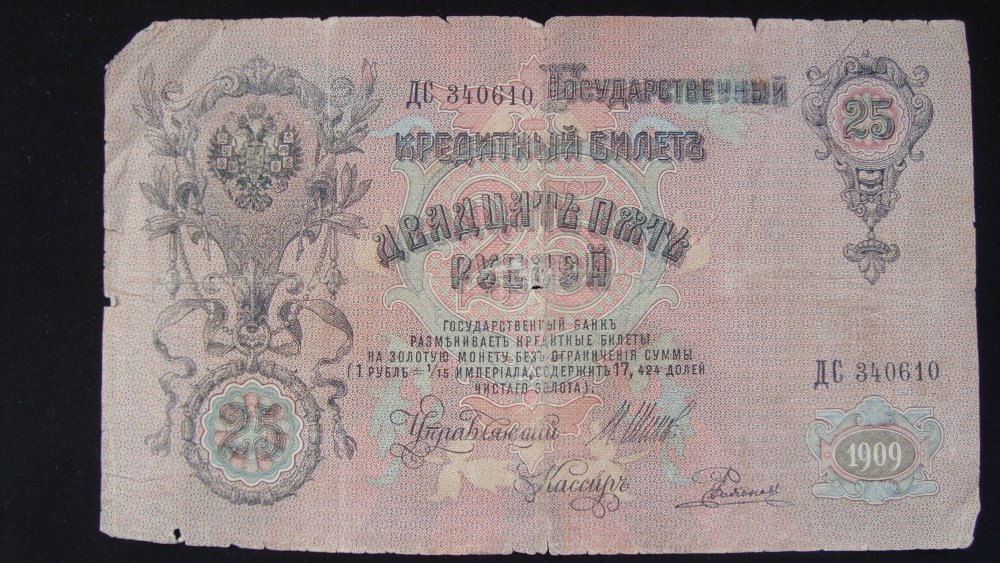 ДС 340610 ГОСУДАРСТВЕННЫЙ
25
КРЕДИТНЫЙ БИЛЕТЪ
ДВАДЦАТЬ ПЯТЬ
РУБЛЕЙ
25
ГОСУДАРСТВЕННЫЙ БАНКЪ
РАЗМѢНИВАЕТЪ КРЕДИТНЫЕ БИЛЕТЫ
НА ЗОЛОТУЮ МОНЕТУ БЕЗЪ ОГРАНИЧЕНІЯ СУММЫ
(1 РУБЛЬ = 1/15 ИМПЕРІАЛА, СОДЕРЖИТЪ 17,424 ДОЛЕЙ
ЧИСТАГО ЗОЛОТА).
ДС 340610
25
Управляющій
Кассиръ
1909